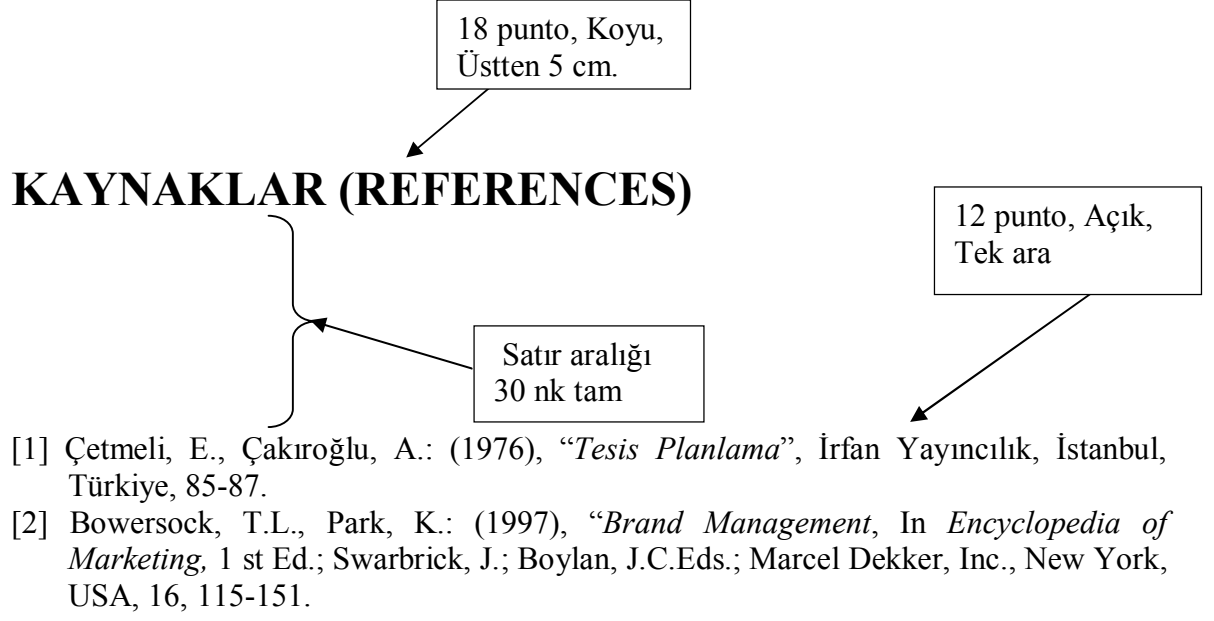 18 punto, Koyu,
Üstten 5 cm.
KAYNAKLAR (REFERENCES)
12 punto, Açık,
Tek ara
Satır aralığı
30 nk tam
[1] Çetmeli, E., Çakıroğlu, A.: (1976), “Tesis Planlama”, İrfan Yayıncılık, İstanbul,
Türkiye, 85-87.
[2] Bowersock, T.L., Park, K.: (1997), “Brand Management, In Encyclopedia of
Marketing, 1 st Ed.; Swarbrick, J.; Boylan, J.C.Eds.; Marcel Dekker, Inc., New York,
USA, 16, 115-151.